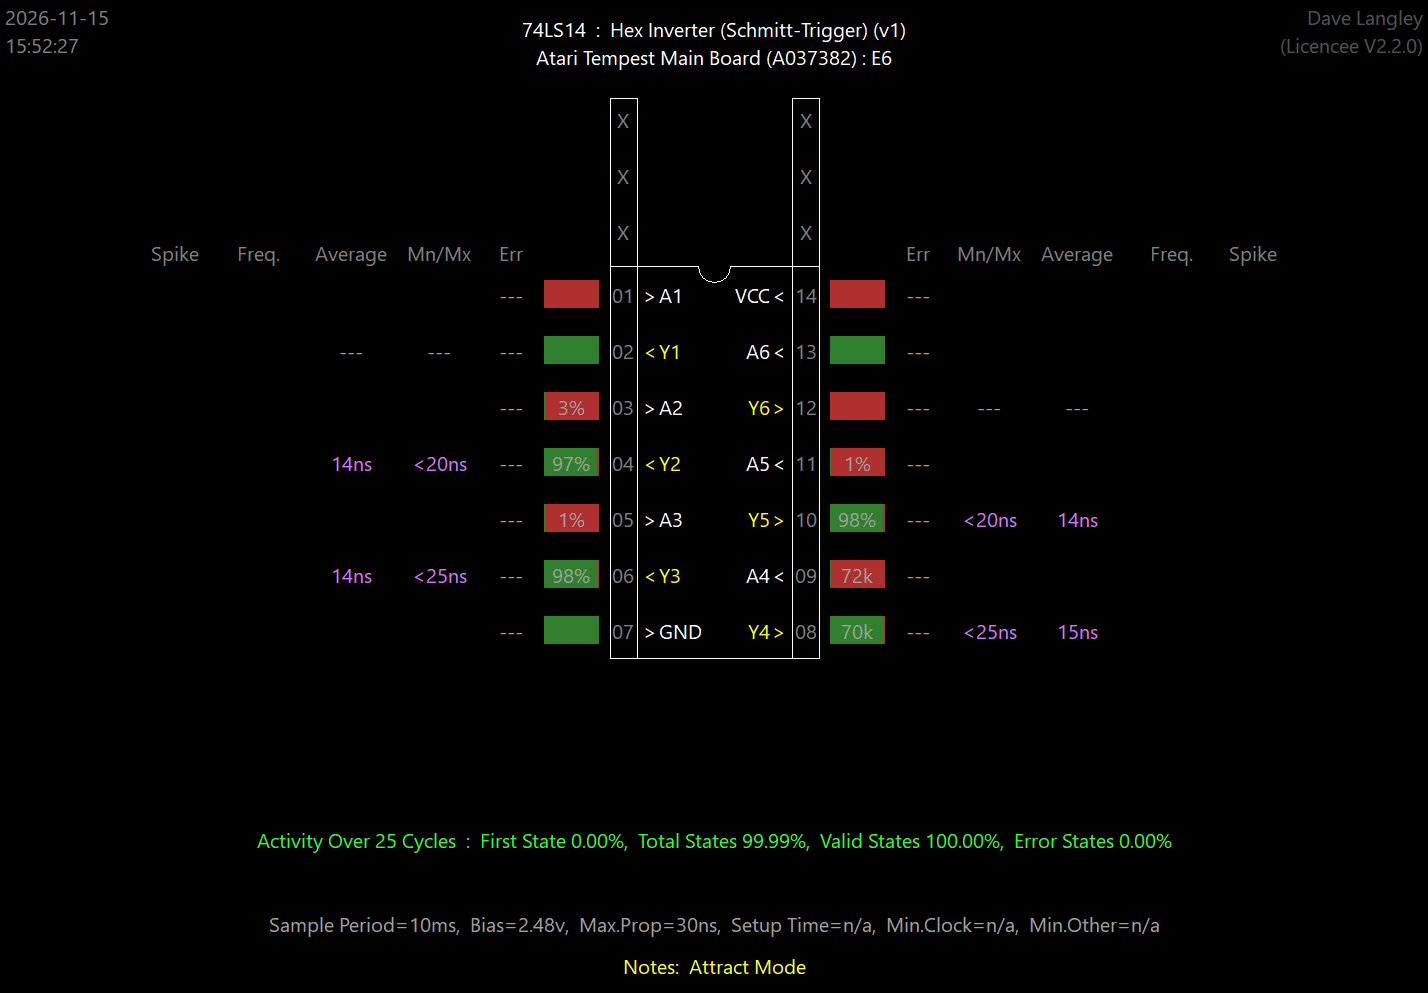 2026-11-15
15:52:27
74LS14 : Hex Inverter (Schmitt-Trigger) (v1)
Atari Tempest Main Board (A037382) : E6
Dave Langley
(Licencee V2.2.0)
X X
X X
X X
Spike Freq. Average Mn/Mx Err Err Mn/Mx Average Freq. Spike
--- 01 > A1 VCC < 14 ---
--- --- --- 02 < Y1 A6 < 13 ---
--- 3% 03 > A2 Y6 > 12 --- --- ---
14ns <20ns --- 97% 04 < Y2 A5 < 11 1% ---
--- 1% 05 > A3 Y5 > 10 98% --- <20ns 14ns
14ns <25ns --- 98% 06 < Y3 A4 < 09 72k ---
--- 07 > GND Y4 > 08 70k --- <25ns 15ns
Activity Over 25 Cycles : First State 0.00%, Total States 99.99%, Valid States 100.00%, Error States 0.00%
Sample Period=10ms, Bias=2.48v, Max.Prop=30ns, Setup Time=n/a, Min.Clock=n/a, Min.Other=n/a
Notes: Attract Mode